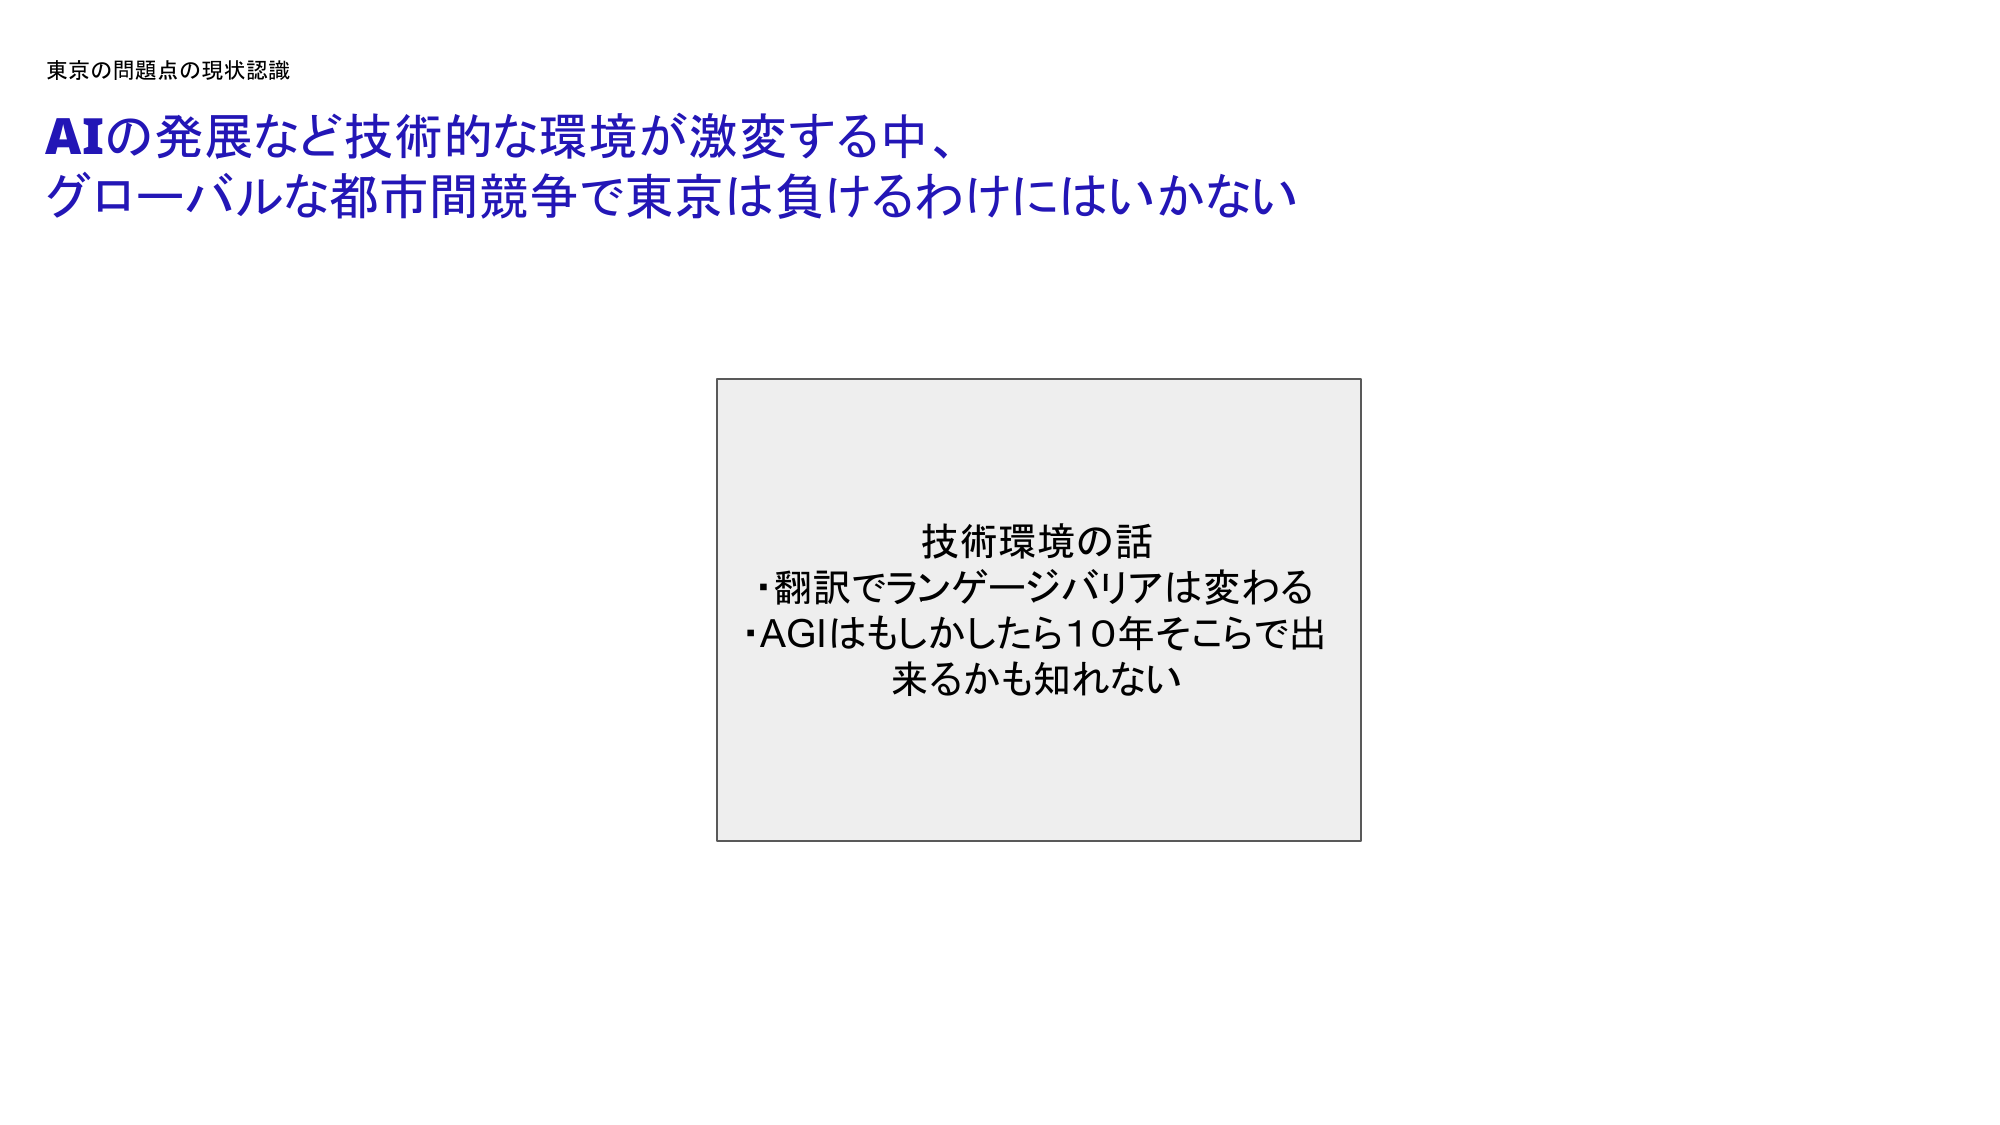 東京の問題点の現状認識
AIの発展など技術的な環境が激変する中、
グローバルな都市間競争で東京は負けるわけにはいかない
技術環境の話
・翻訳でランゲージバリアは変わる
・AGIはもしかしたら10年そこらで出
来るかも知れない